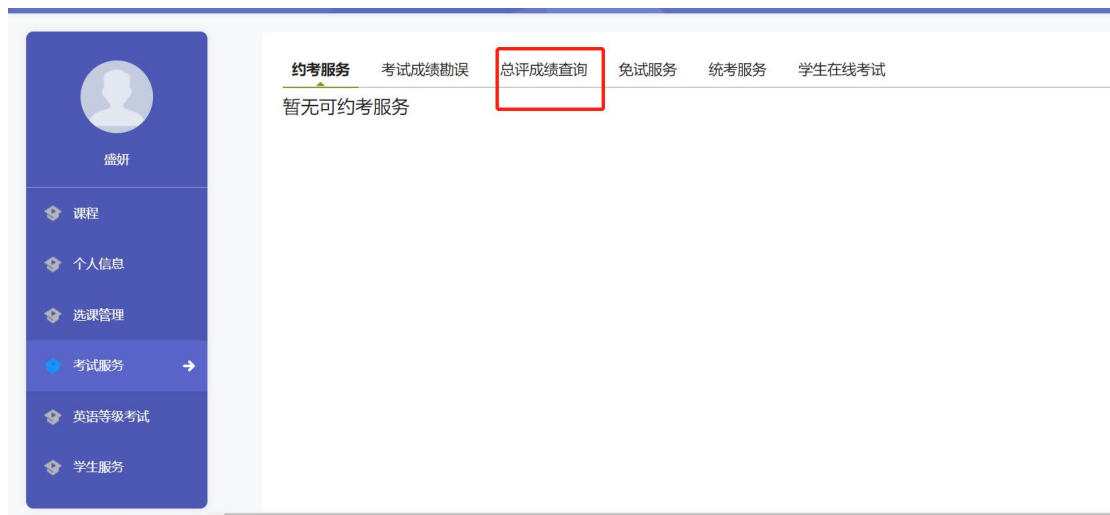 盛妍
课程
个人信息
选课管理
考试服务
英语等级考试
学生服务
约考服务 考试成绩勘误 总评成绩查询 免试服务 统考服务 学生在线考试
暂无可约考服务